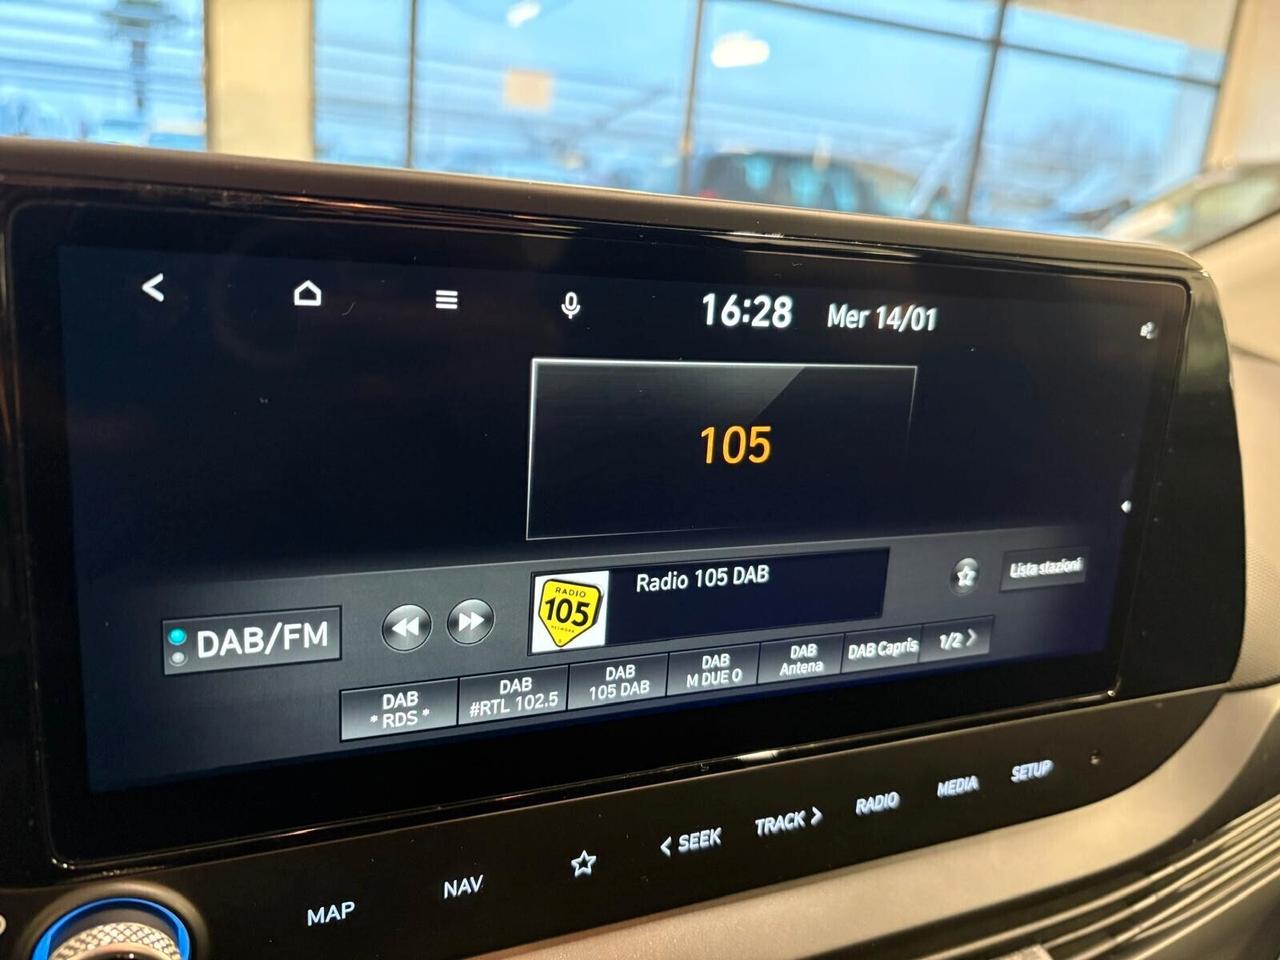 16:28 Mer 14/01
105
RADIO
105
NETWORK
Radio 105 DAB
Lista stazioni
DAB/FM
DAB
* RDS *
DAB
#RTL 102.5
DAB
105 DAB
DAB
M DUE O
DAB
Antena
DAB Capris
1/2 >
MAP
NAV
< SEEK
TRACK >
RADIO
MEDIA
SETUP